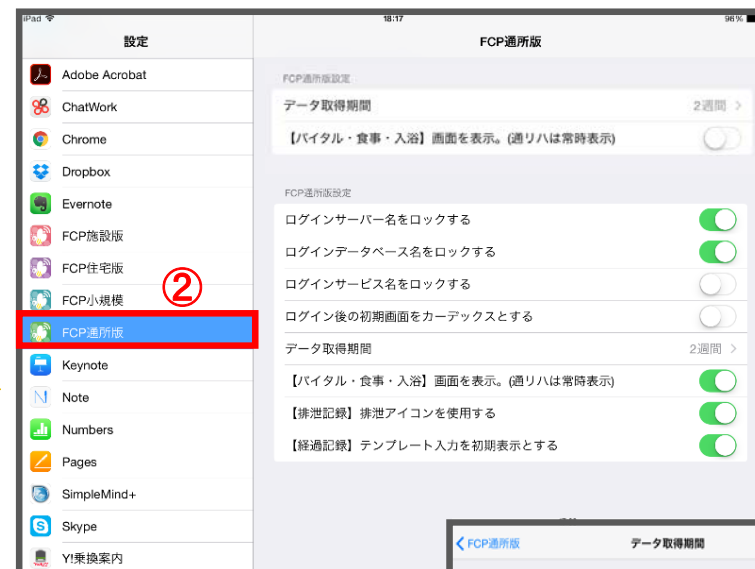 iPad
18:17
96%
設定
FCP通所版
Adobe Acrobat
ChatWork
Chrome
Dropbox
Evernote
FCP施設版
FCP住宅版
FCP小規模
②
FCP通所版
Keynote
Note
Numbers
Pages
SimpleMind+
Skype
Y!乗換案内
FCP通所版設定
データ取得期間 2週間
【バイタル・食事・入浴】画面を表示。(通リハは常時表示)
FCP通所版設定
ログインサーバー名をロックする
ログインデータベース名をロックする
ログインサービス名をロックする
ログイン後の初期画面をカーデックスとする
データ取得期間 2週間
【バイタル・食事・入浴】画面を表示。(通リハは常時表示)
【排泄記録】排泄アイコンを使用する
【経過記録】テンプレート入力を初期表示とする
FCP通所版 データ取得期間